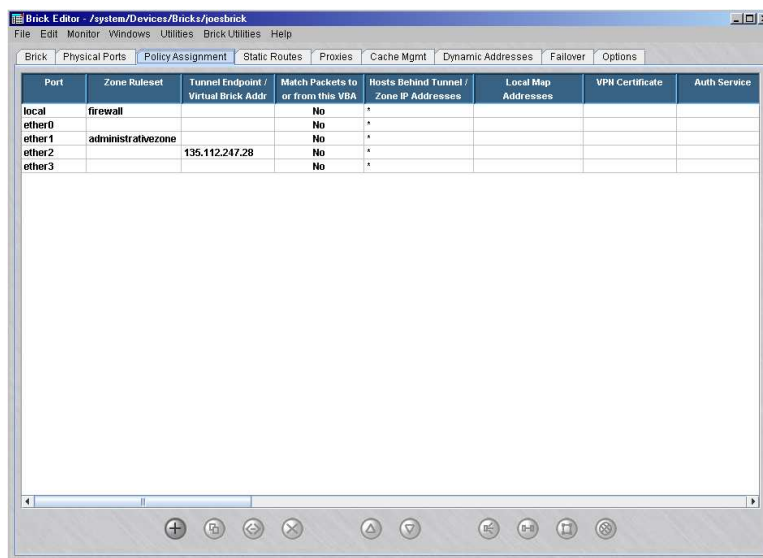 Brick Editor - /system/Devices/Bricks/joesbrick
File Edit Monitor Windows Utilities Brick Utilities Help
Brick Physical Ports Policy Assignment Static Routes Proxies Cache Mgmt Dynamic Addresses Failover Options
Port Zone Ruleset Tunnel Endpoint / Virtual Brick Addr Match Packets to or from this VBA Hosts Behind Tunnel / Zone IP Addresses Local Map Addresses VPN Certificate Auth Service
local firewall No *
ether0 No *
ether1 administrativezone No *
ether2 135.112.247.28 No *
ether3 No *